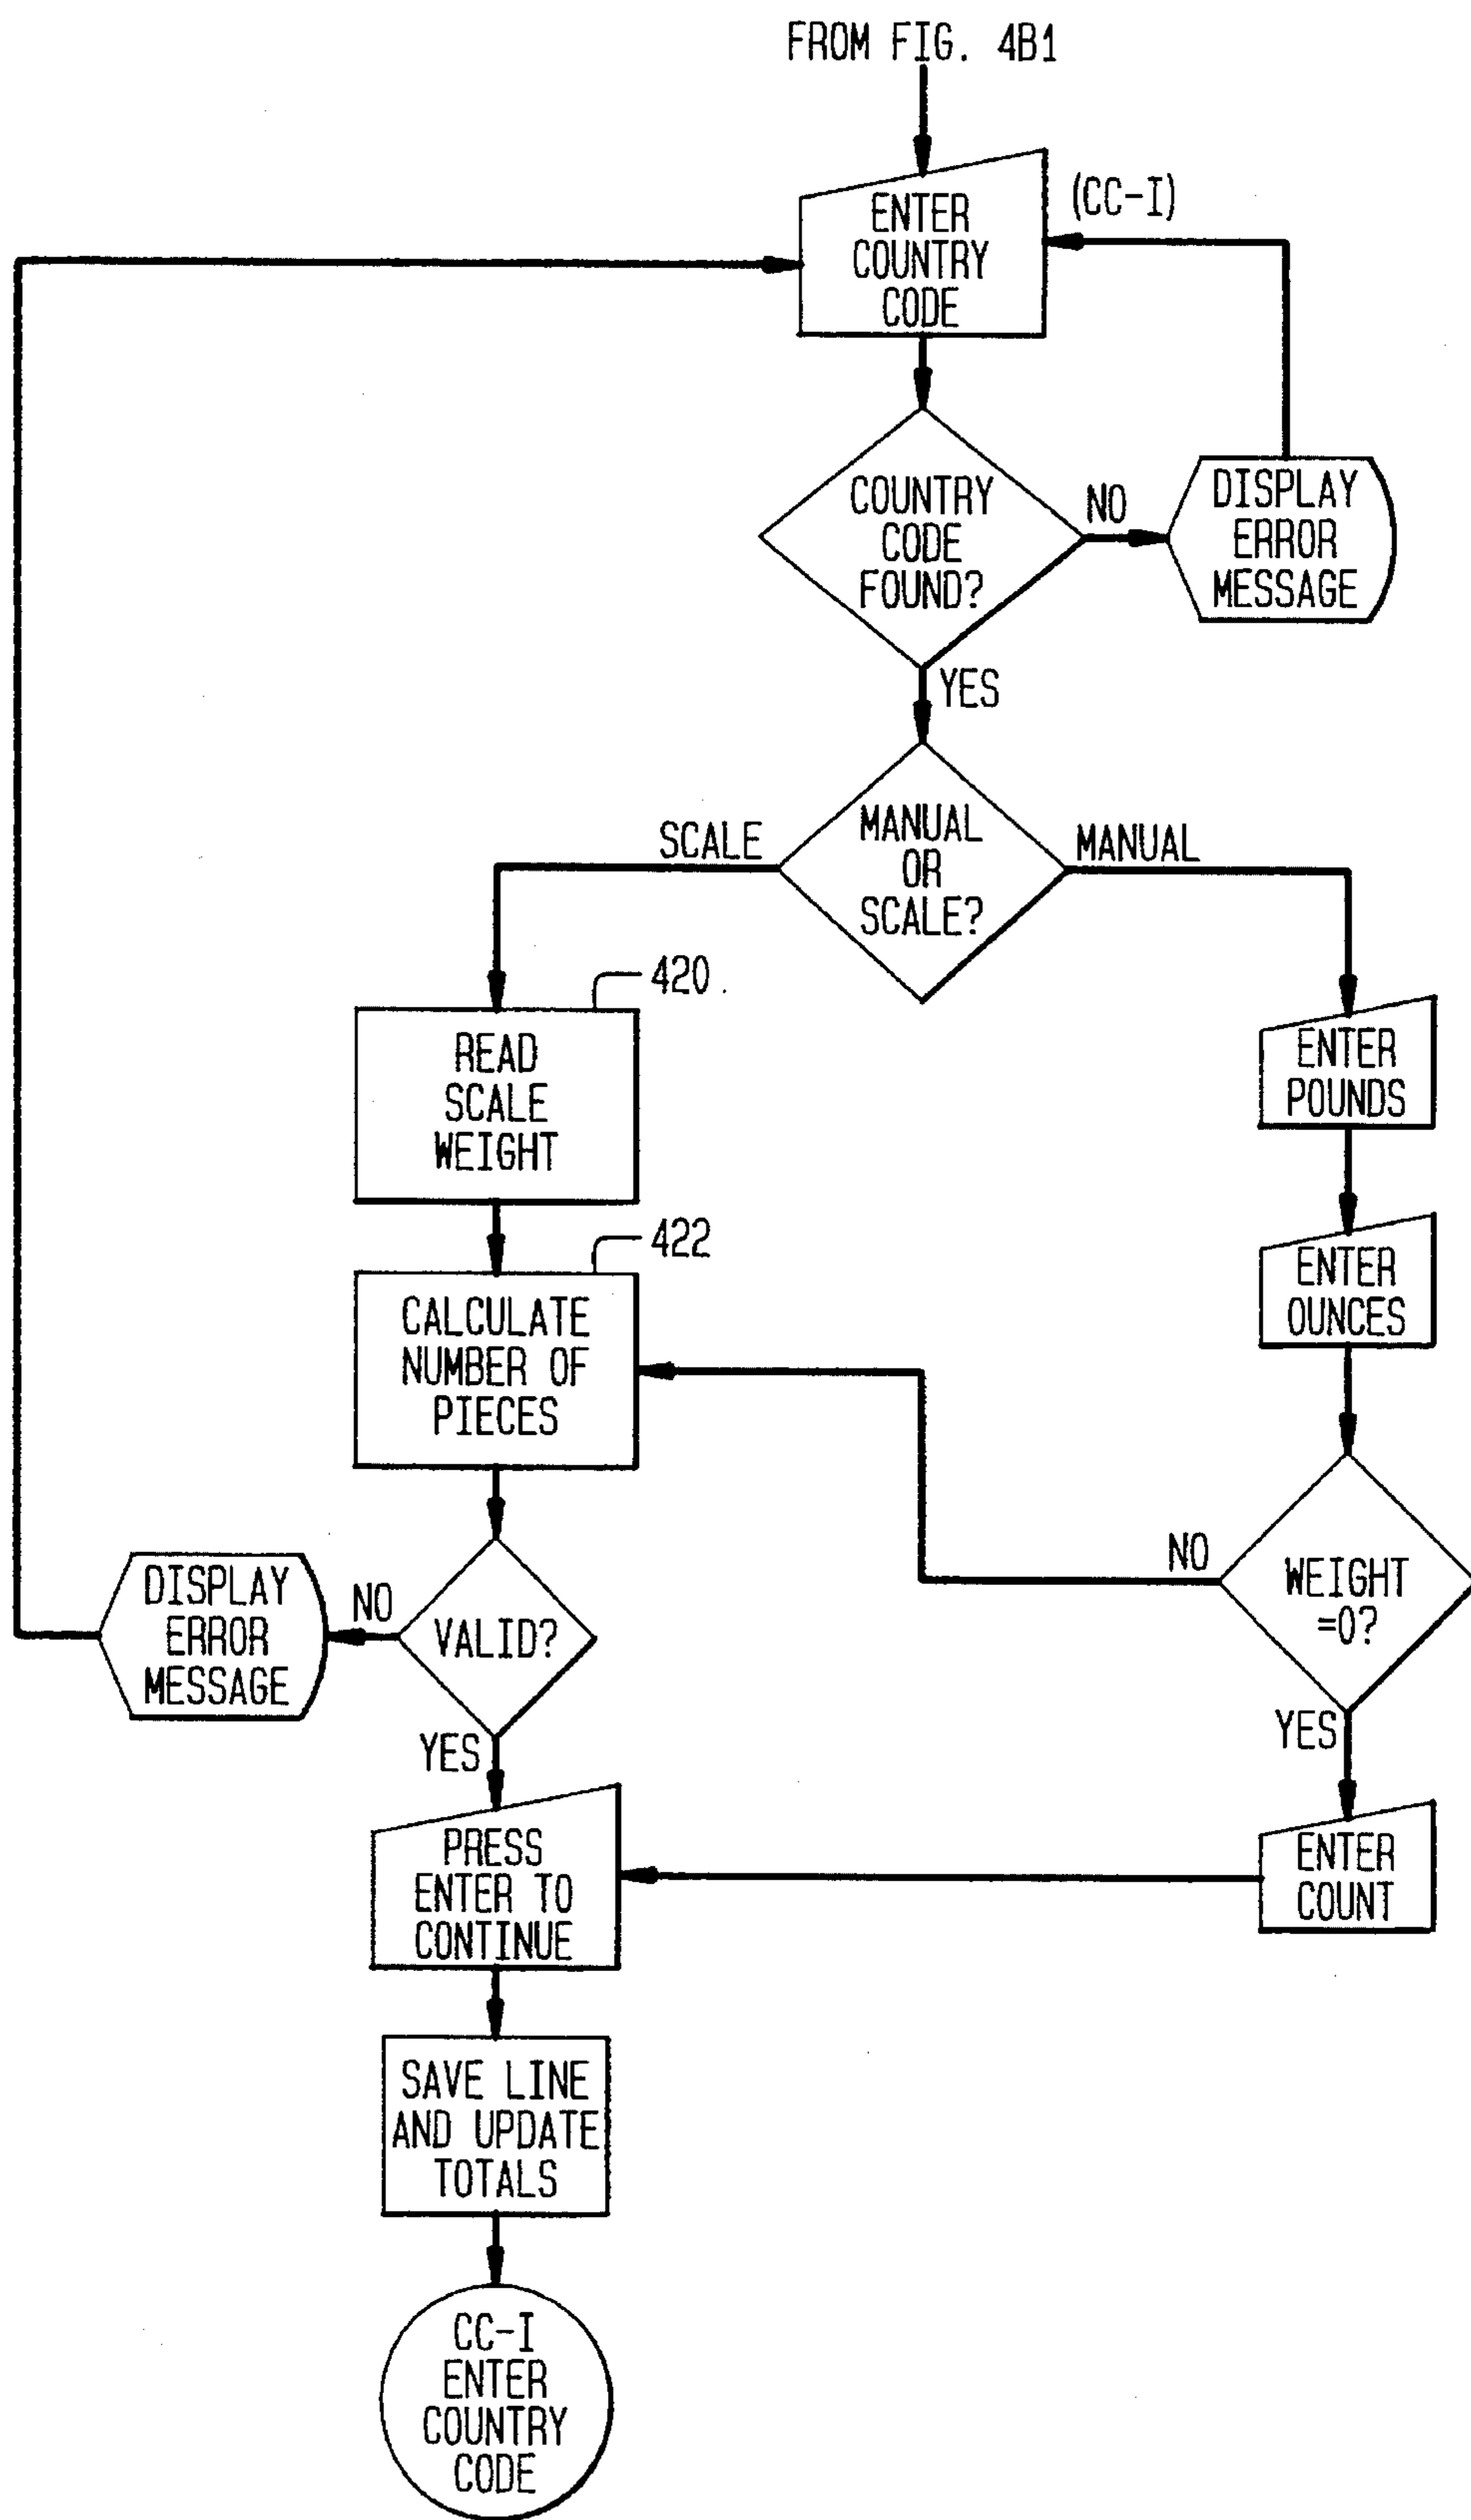 FROM FIG. 4B1
ENTER
COUNTRY
CODE
(CC-I)
COUNTRY
CODE
FOUND?
NO
DISPLAY
ERROR
MESSAGE
YES
MANUAL
OR
SCALE?
SCALE
MANUAL
420
READ
SCALE
WEIGHT
ENTER
POUNDS
422
CALCULATE
NUMBER OF
PIECES
ENTER
OUNCES
WEIGHT
=0?
NO
YES
VALID?
NO
DISPLAY
ERROR
MESSAGE
YES
PRESS
ENTER TO
CONTINUE
ENTER
COUNT
SAVE LINE
AND UPDATE
TOTALS
CC-I
ENTER
COUNTRY
CODE